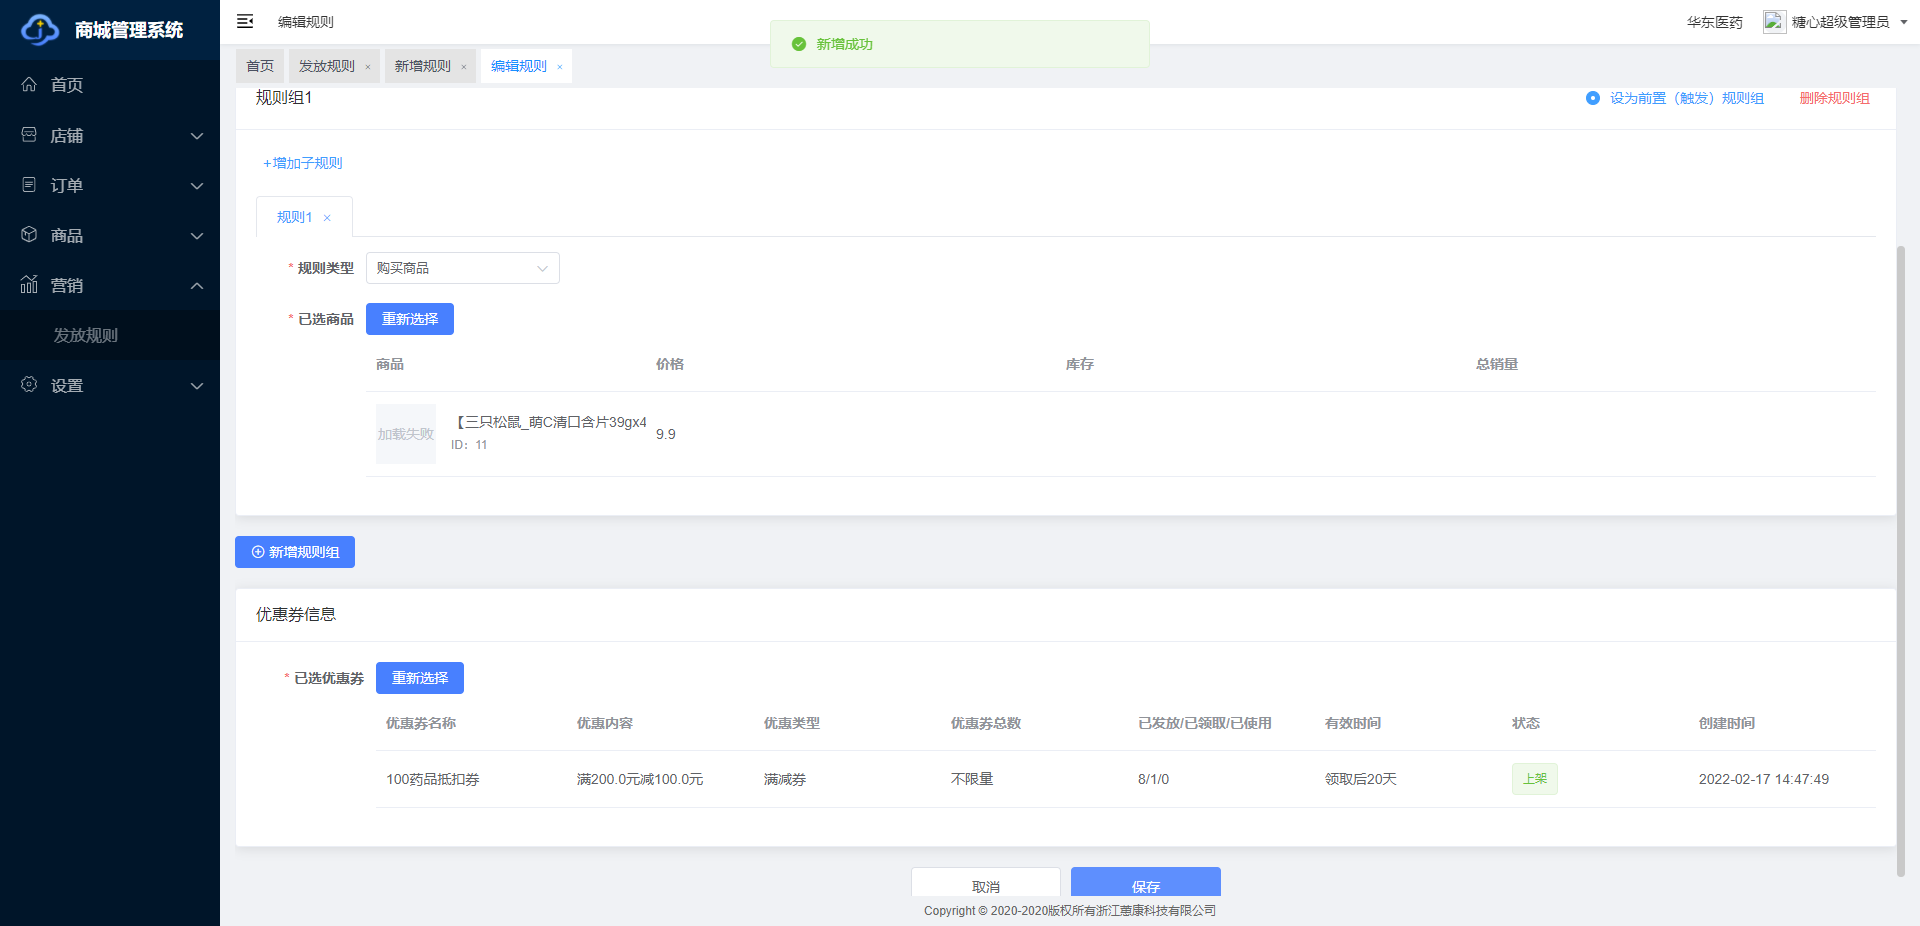 商城管理系统
编辑规则
新增成功
华东医药
糖心超级管理员
首页
店铺
订单
商品
营销
发放规则
设置
首页
发放规则 ×
新增规则 ×
编辑规则 ×
规则组1
设为前置（触发）规则组
删除规则组
+增加子规则
规则1 ×
* 规则类型
购买商品
* 已选商品
重新选择
商品 价格 库存 总销量
加载失败
【三只松鼠_萌C清口含片39gx4
ID：11
9.9
新增规则组
优惠券信息
* 已选优惠券
重新选择
优惠券名称 优惠内容 优惠类型 优惠券总数 已发放/已领取/已使用 有效时间 状态 创建时间
100药品抵扣券 满200.0元减100.0元 满减券 不限量 8/1/0 领取后20天 上架 2022-02-17 14:47:49
取消
保存
Copyright © 2020-2020版权所有浙江蒽康科技有限公司